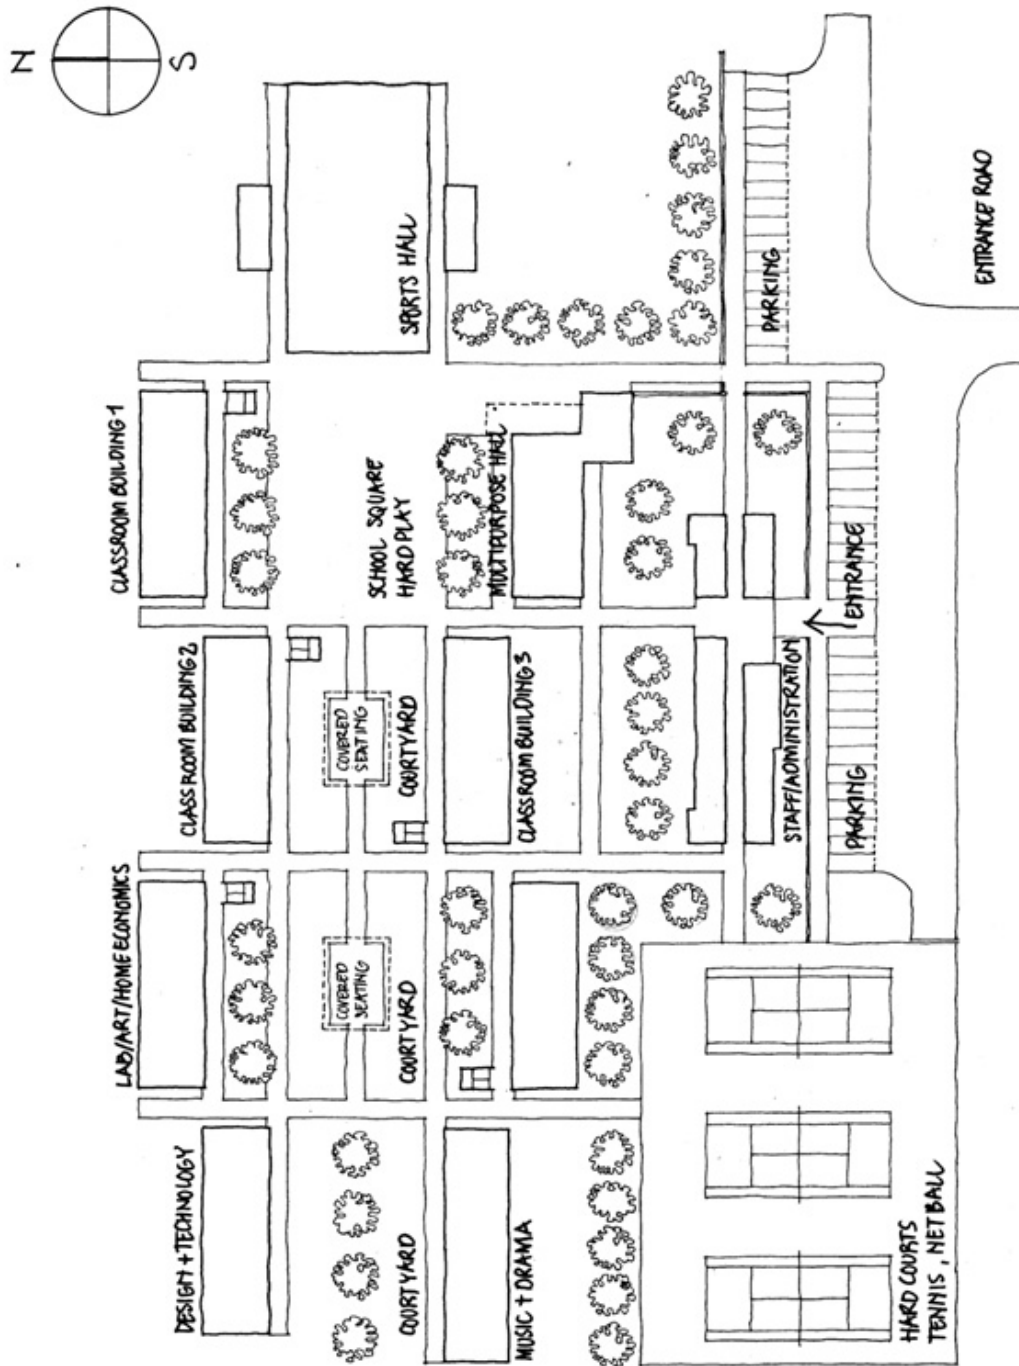 N
S
SPORTS HALL
PARKING
ENTRANCE ROAD
CLASSROOM BUILDING 1
SCHOOL SQUARE
HARD PLAY
MULTIPURPOSE HALL
ENTRANCE
CLASSROOM BUILDING 2
COVERED
SEATING
COURTYARD
CLASSROOM BUILDING 3
STAFF/ADMINISTRATION
PARKING
LAB/ART/HOME ECONOMICS
COVERED
SEATING
COURTYARD
DESIGN + TECHNOLOGY
COURTYARD
MUSIC + DRAMA
HARD COURTS
TENNIS, NETBALL